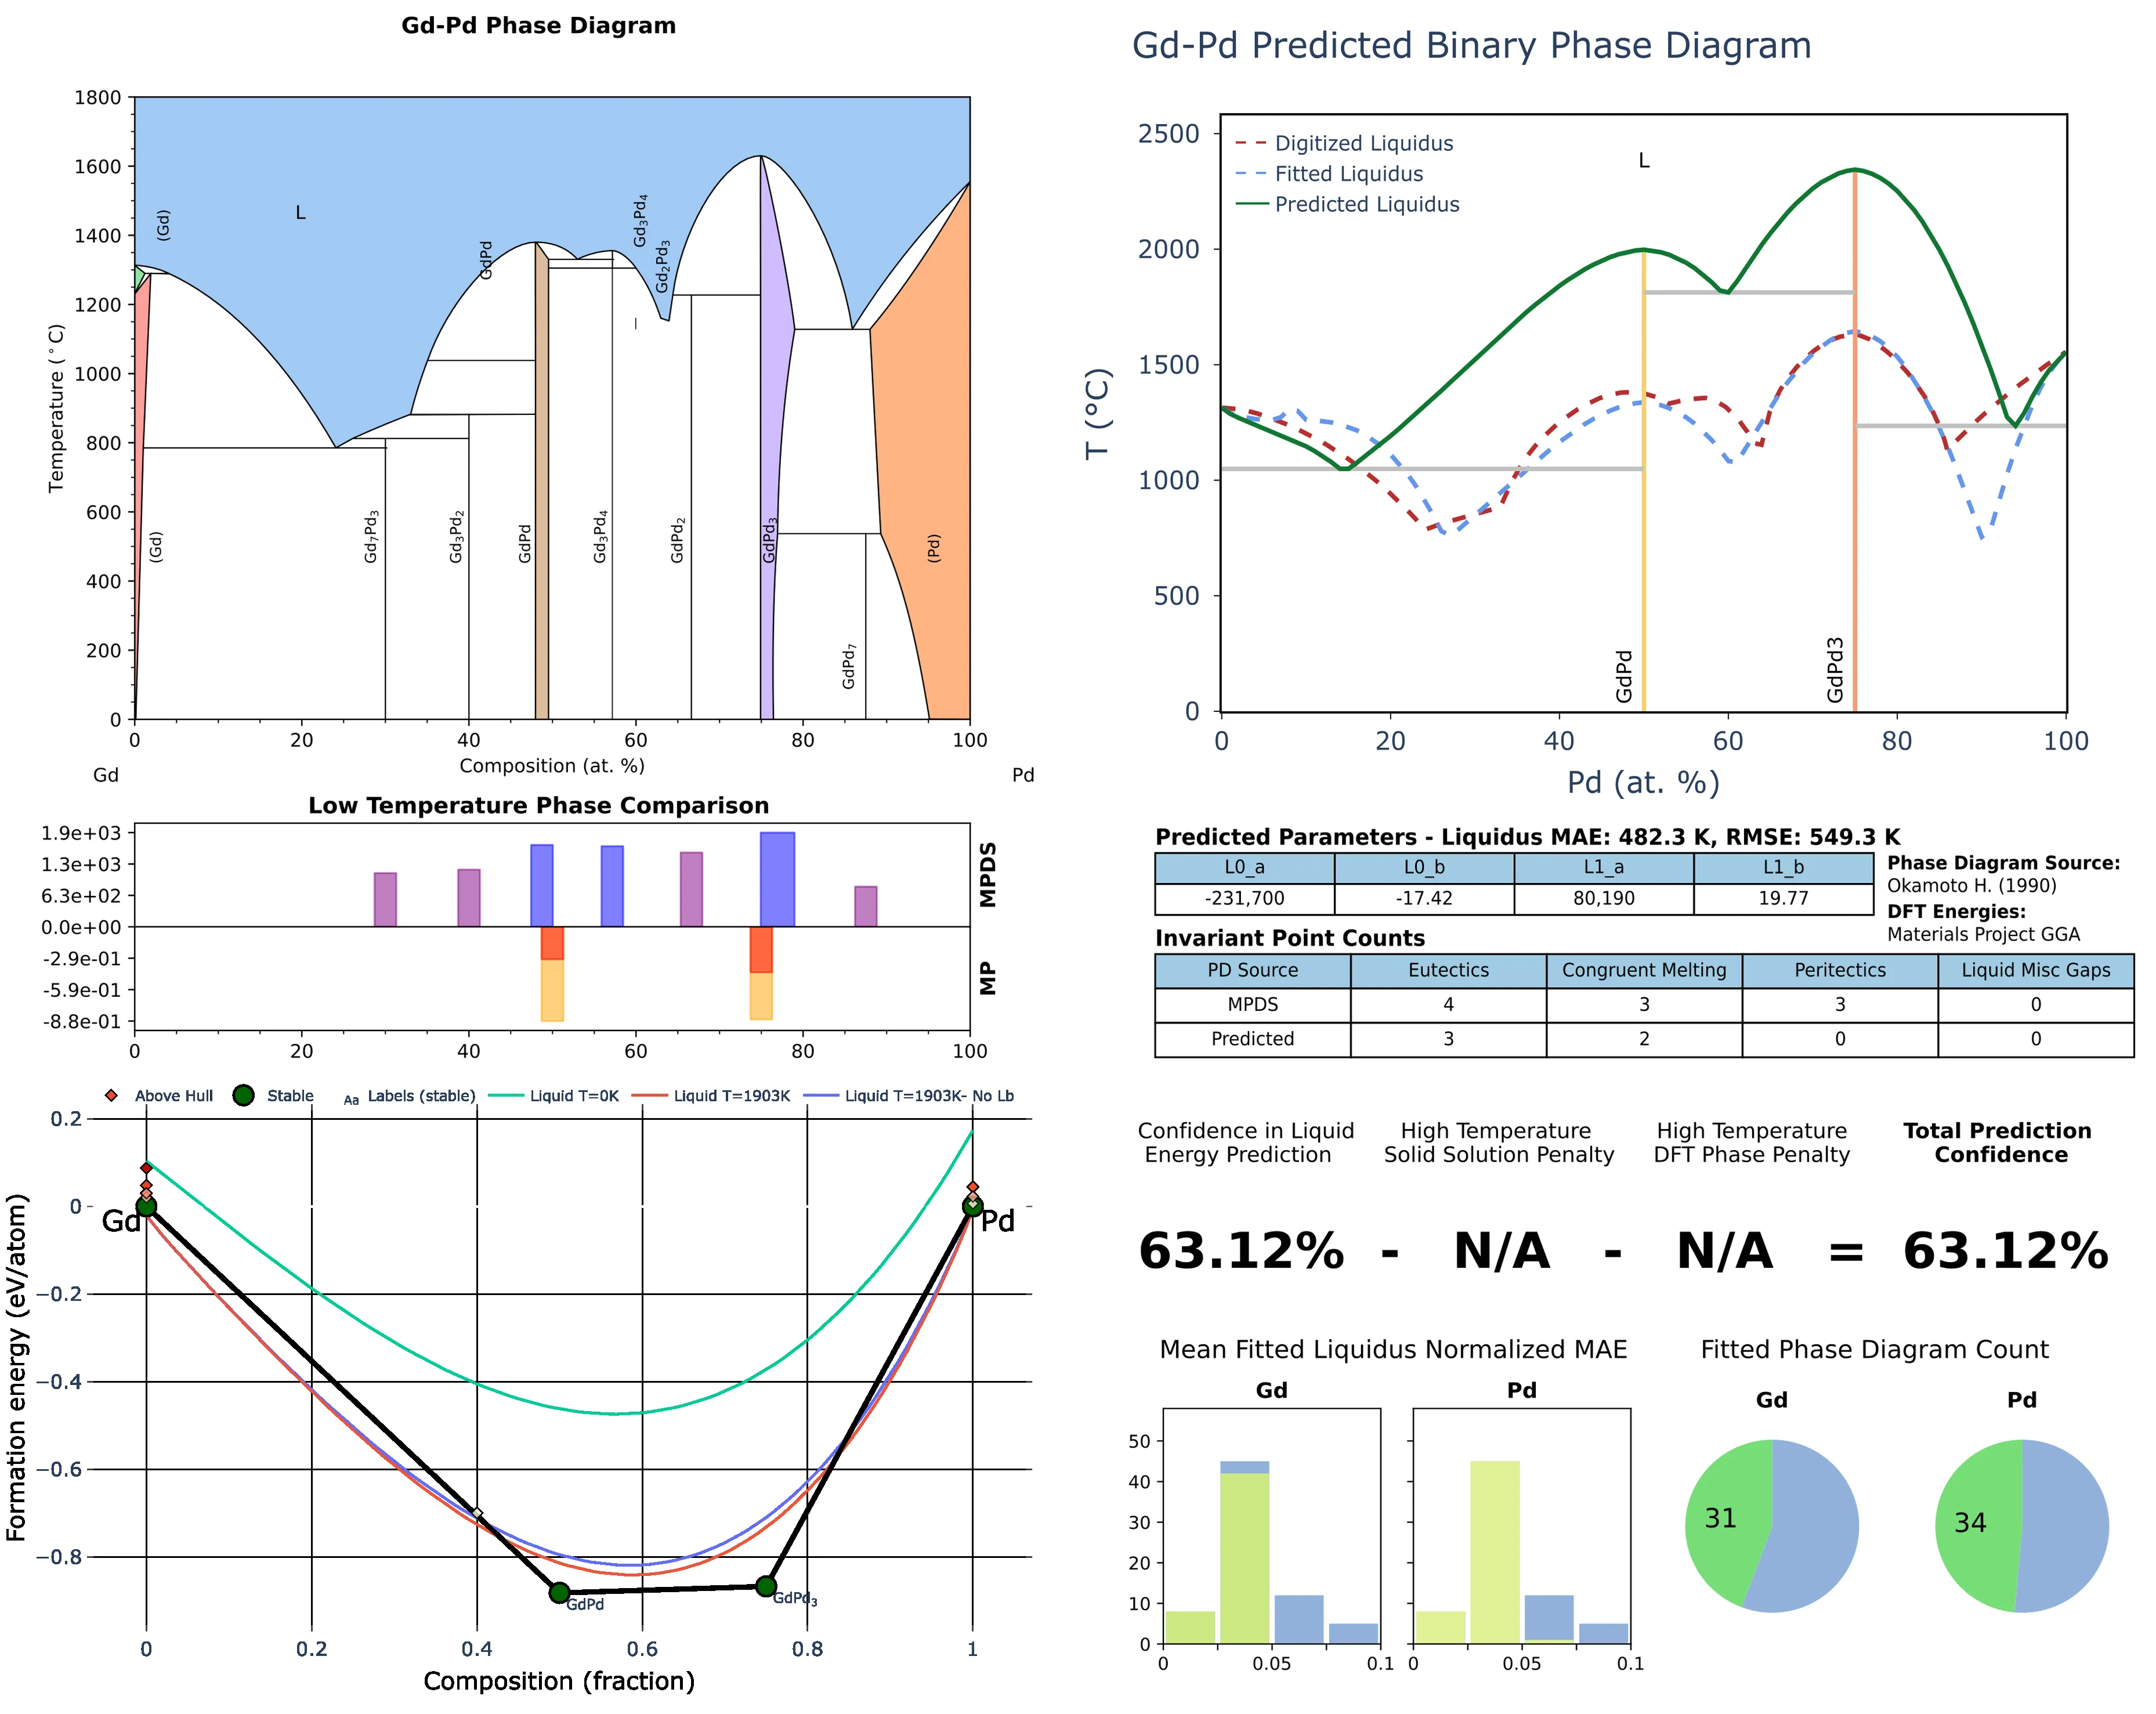 Gd-Pd Phase Diagram
1800
1600
1400
1200
1000
800
600
400
200
0
Temperature (°C)
(Gd)
L
GdPd
Gd3Pd4
Gd2Pd3
(Gd)
Gd7Pd3
Gd3Pd2
GdPd
Gd3Pd4
GdPd2
GdPd3
GdPd7
(Pd)
0 20 40 60 80 100
Composition (at. %)
Gd Pd
Low Temperature Phase Comparison
1.9e+03
1.3e+03
6.3e+02
0.0e+00
-2.9e-01
-5.9e-01
-8.8e-01
MPDS
MP
0 20 40 60 80 100
Above Hull Stable Aa Labels (stable) Liquid T=0K Liquid T=1903K Liquid T=1903K- No Lb
0.2
0
−0.2
−0.4
−0.6
−0.8
Formation energy (eV/atom)
Gd
Pd
GdPd
GdPd3
0 0.2 0.4 0.6 0.8 1
Composition (fraction)
Gd-Pd Predicted Binary Phase Diagram
2500
2000
1500
1000
500
0
T (°C)
Digitized Liquidus
Fitted Liquidus
Predicted Liquidus
L
GdPd
GdPd3
0 20 40 60 80 100
Pd (at. %)
Predicted Parameters - Liquidus MAE: 482.3 K, RMSE: 549.3 K
L0_a L0_b L1_a L1_b
-231,700 -17.42 80,190 19.77
Phase Diagram Source:
Okamoto H. (1990)
DFT Energies:
Materials Project GGA
Invariant Point Counts
PD Source Eutectics Congruent Melting Peritectics Liquid Misc Gaps
MPDS 4 3 3 0
Predicted 3 2 0 0
Confidence in Liquid
Energy Prediction
High Temperature
Solid Solution Penalty
High Temperature
DFT Phase Penalty
Total Prediction
Confidence
63.12% - N/A - N/A = 63.12%
Mean Fitted Liquidus Normalized MAE
Gd
Pd
50
40
30
20
10
0
0 0.05 0.1
0 0.05 0.1
Fitted Phase Diagram Count
Gd
Pd
31
34